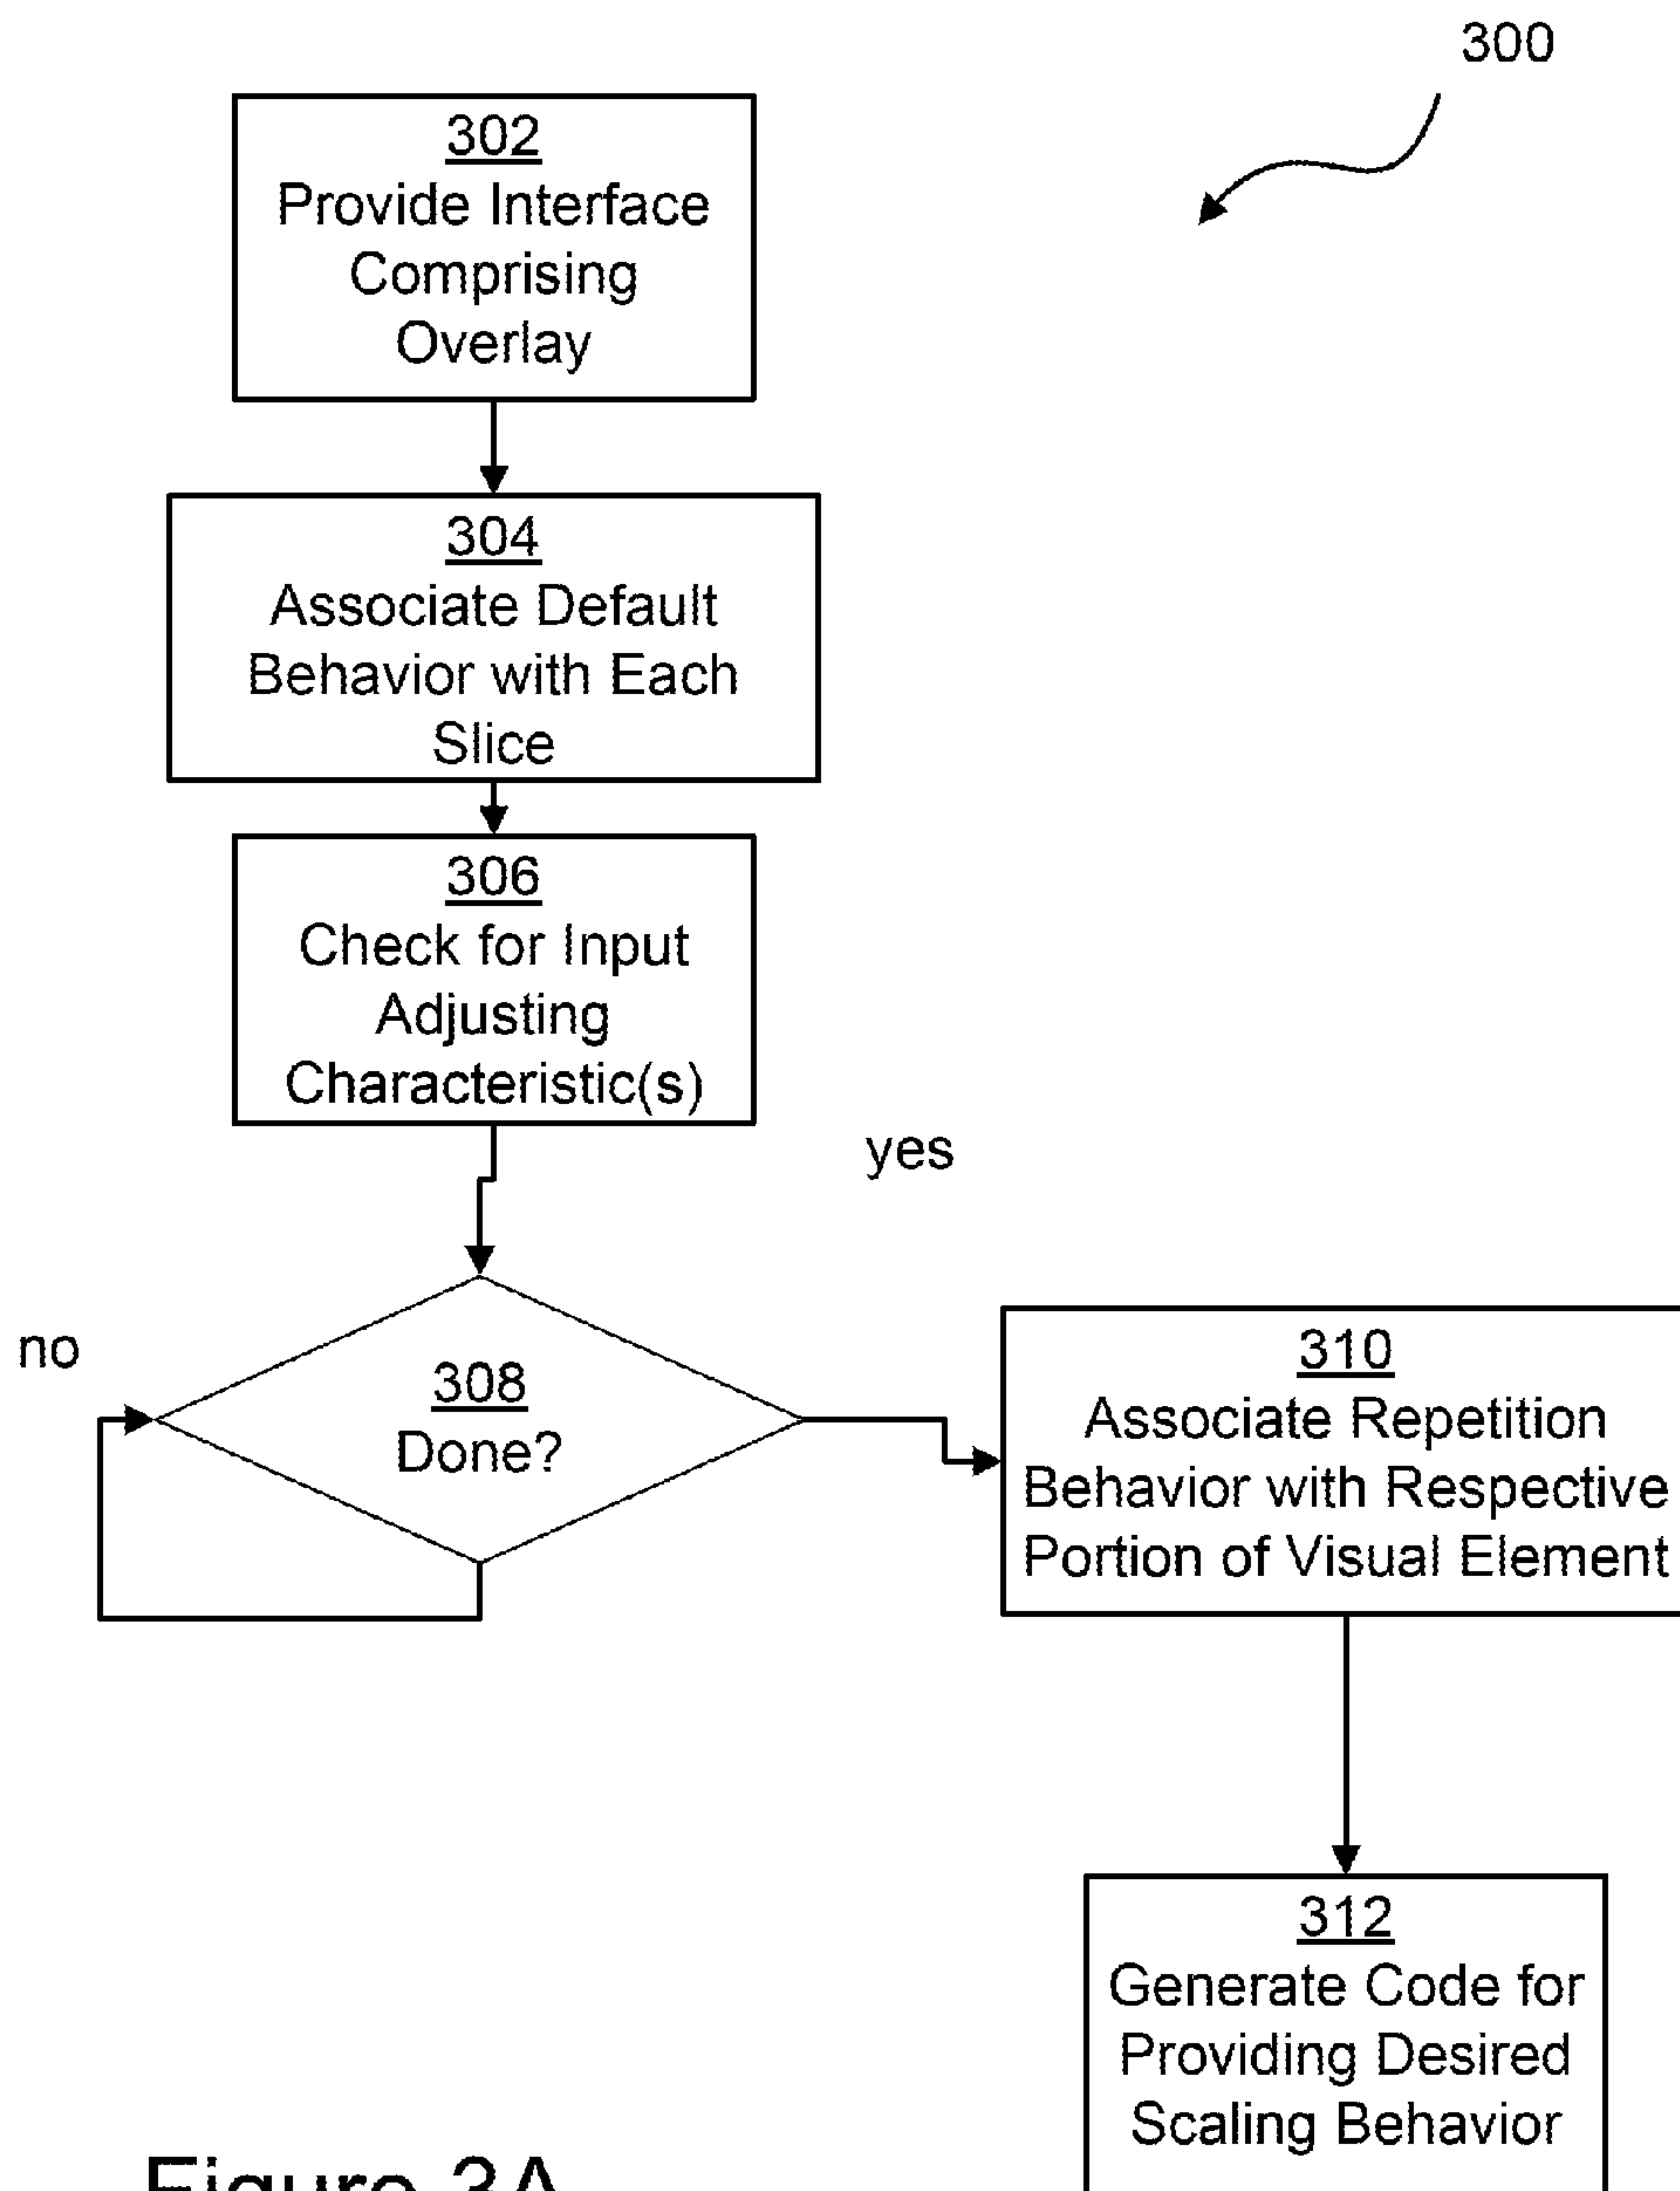 300
302
Provide Interface
Comprising
Overlay
304
Associate Default
Behavior with Each
Slice
306
Check for Input
Adjusting
Characteristic(s)
yes
no
308
Done?
310
Associate Repetition
Behavior with Respective
Portion of Visual Element
312
Generate Code for
Providing Desired
Scaling Behavior
Figure 3A